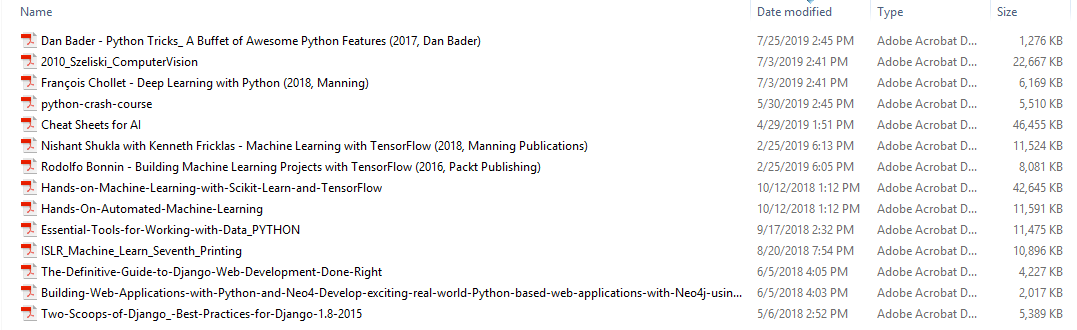 Name Date modified Type Size
Dan Bader - Python Tricks_ A Buffet of Awesome Python Features (2017, Dan Bader) 7/25/2019 2:45 PM Adobe Acrobat D... 1,276 KB
2010_Szeliski_ComputerVision 7/3/2019 2:41 PM Adobe Acrobat D... 22,667 KB
François Chollet - Deep Learning with Python (2018, Manning) 7/3/2019 2:41 PM Adobe Acrobat D... 6,169 KB
python-crash-course 5/30/2019 2:45 PM Adobe Acrobat D... 5,510 KB
Cheat Sheets for AI 4/29/2019 1:51 PM Adobe Acrobat D... 46,455 KB
Nishant Shukla with Kenneth Fricklas - Machine Learning with TensorFlow (2018, Manning Publications) 2/25/2019 6:13 PM Adobe Acrobat D... 11,524 KB
Rodolfo Bonnin - Building Machine Learning Projects with TensorFlow (2016, Packt Publishing) 2/25/2019 6:05 PM Adobe Acrobat D... 8,081 KB
Hands-on-Machine-Learning-with-Scikit-Learn-and-TensorFlow 10/12/2018 1:12 PM Adobe Acrobat D... 42,645 KB
Hands-On-Automated-Machine-Learning 10/12/2018 1:12 PM Adobe Acrobat D... 11,591 KB
Essential-Tools-for-Working-with-Data_PYTHON 9/17/2018 2:32 PM Adobe Acrobat D... 11,475 KB
ISLR_Machine_Learn_Seventh_Printing 8/20/2018 7:54 PM Adobe Acrobat D... 10,896 KB
The-Definitive-Guide-to-Django-Web-Development-Done-Right 6/5/2018 4:05 PM Adobe Acrobat D... 4,227 KB
Building-Web-Applications-with-Python-and-Neo4-Develop-exciting-real-world-Python-based-web-applications-with-Neo4j-usin... 6/5/2018 4:03 PM Adobe Acrobat D... 2,017 KB
Two-Scoops-of-Django_-Best-Practices-for-Django-1.8-2015 5/6/2018 2:52 PM Adobe Acrobat D... 5,389 KB